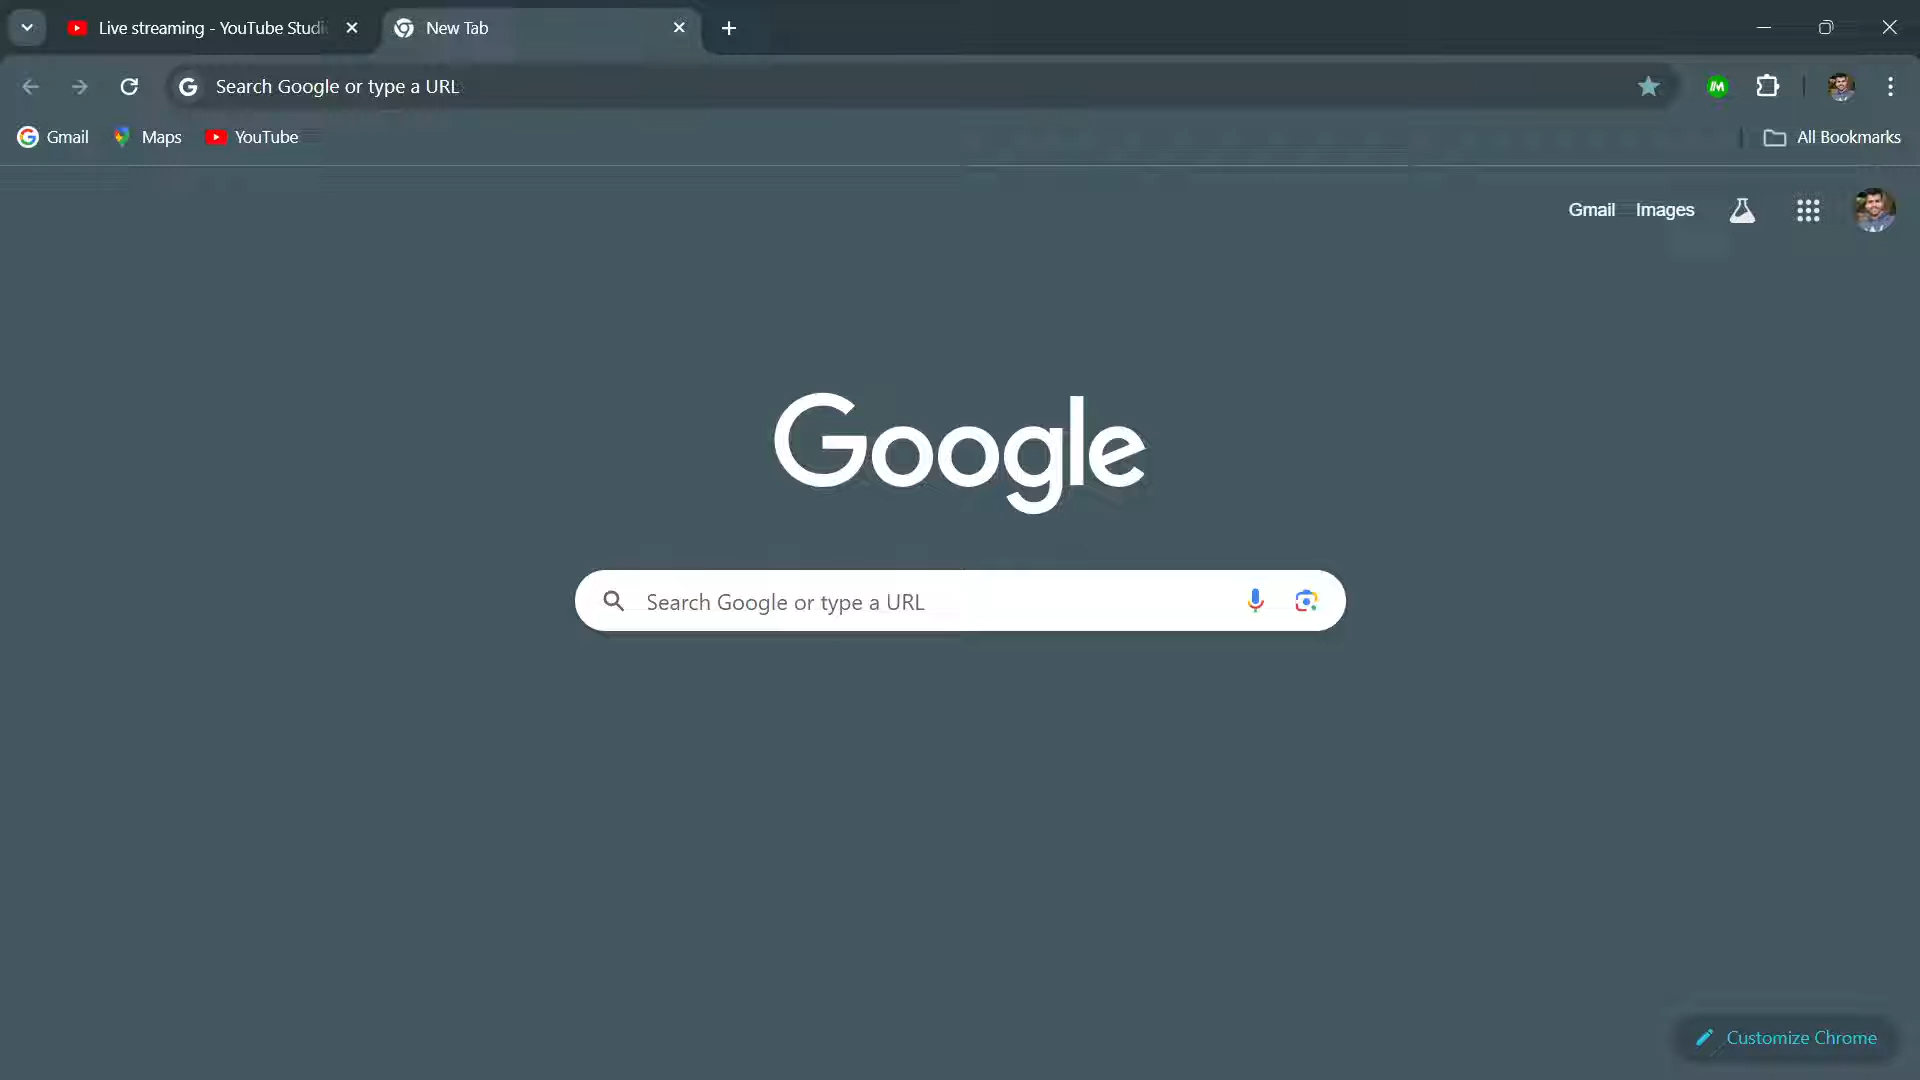 Live streaming - YouTube Studi
New Tab
Search Google or type a URL
Gmail
Maps
YouTube
All Bookmarks
Gmail
Images
Google
Search Google or type a URL
Customize Chrome